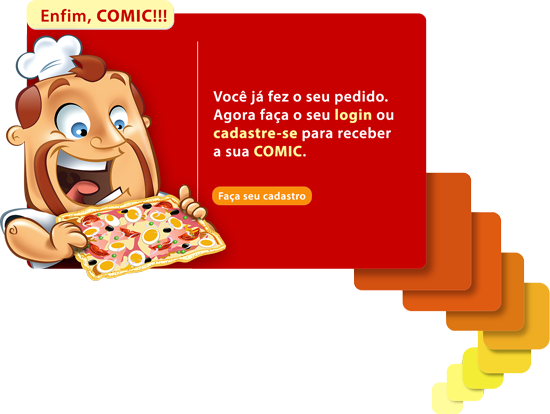 Enfim, COMIC!!!
Você já fez o seu pedido.
Agora faça o seu login ou
cadastre-se para receber
a sua COMIC.
Faça seu cadastro